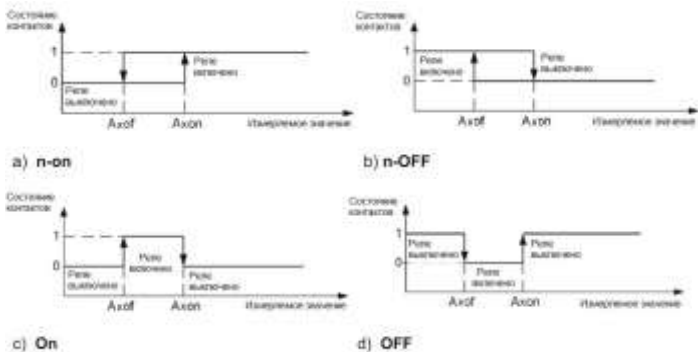 Состояние
контактов
1
0
Реле
выключено
Реле
включено
Axof
Axon
Измеряемое значение
a) n-on
Состояние
контактов
1
0
Реле
включено
Реле
выключено
Axof
Axon
Измеряемое значение
b) n-OFF
Состояние
контактов
1
0
Реле
выключено
Реле
включено
Реле
выключено
Axof
Axon
Измеряемое значение
c) On
Состояние
контактов
1
0
Реле
выключено
Реле
включено
Реле
выключено
Axof
Axon
Измеряемое значение
d) OFF